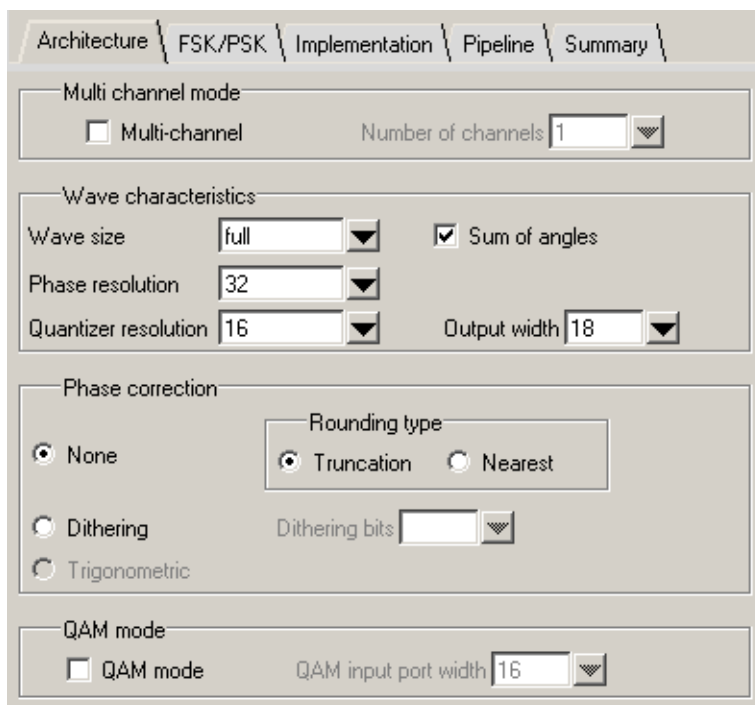 Architecture FSK/PSK Implementation Pipeline Summary
Multi channel mode
Multi-channel Number of channels 1
Wave characteristics
Wave size full Sum of angles
Phase resolution 32
Quantizer resolution 16 Output width 18
Phase correction
Rounding type
None Truncation Nearest
Dithering Dithering bits
Trigonometric
QAM mode
QAM mode QAM input port width 16